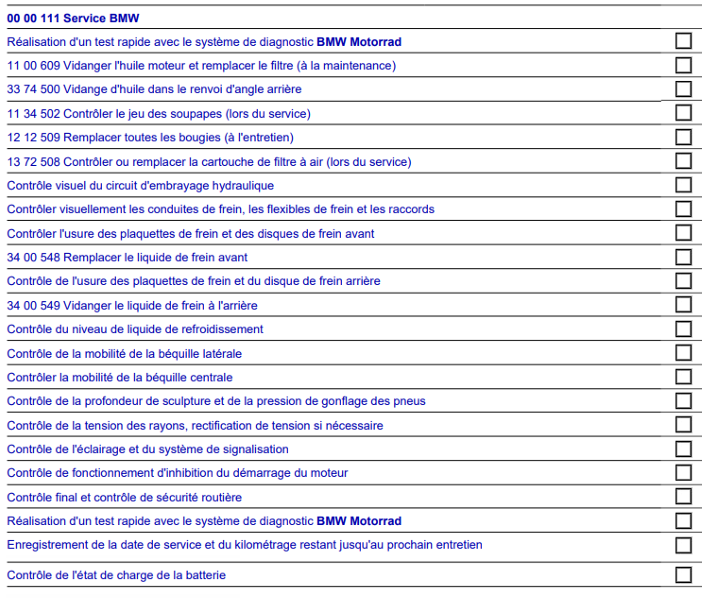 00 00 111 Service BMW
Réalisation d'un test rapide avec le système de diagnostic BMW Motorrad
11 00 609 Vidanger l'huile moteur et remplacer le filtre (à la maintenance)
33 74 500 Vidange d'huile dans le renvoi d'angle arrière
11 34 502 Contrôler le jeu des soupapes (lors du service)
12 12 509 Remplacer toutes les bougies (à l'entretien)
13 72 508 Contrôler ou remplacer la cartouche de filtre à air (lors du service)
Contrôle visuel du circuit d'embrayage hydraulique
Contrôler visuellement les conduites de frein, les flexibles de frein et les raccords
Contrôler l'usure des plaquettes de frein et des disques de frein avant
34 00 548 Remplacer le liquide de frein avant
Contrôle de l'usure des plaquettes de frein et du disque de frein arrière
34 00 549 Vidanger le liquide de frein à l'arrière
Contrôle du niveau de liquide de refroidissement
Contrôle de la mobilité de la béquille latérale
Contrôler la mobilité de la béquille centrale
Contrôle de la profondeur de sculpture et de la pression de gonflage des pneus
Contrôle de la tension des rayons, rectification de tension si nécessaire
Contrôle de l'éclairage et du système de signalisation
Contrôle de fonctionnement d'inhibition du démarrage du moteur
Contrôle final et contrôle de sécurité routière
Réalisation d'un test rapide avec le système de diagnostic BMW Motorrad
Enregistrement de la date de service et du kilométrage restant jusqu'au prochain entretien
Contrôle de l'état de charge de la batterie